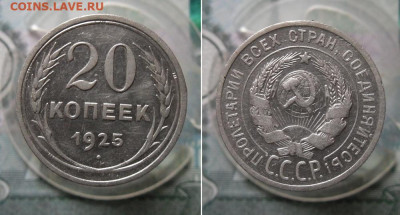 COINS.LAVE.RU
20
КОПЕЕК
1925
ПРОЛЕТАРИИ ВСЕХ СТРАН, СОЕДИНЯЙТЕСЬ!
С.С.С.Р.